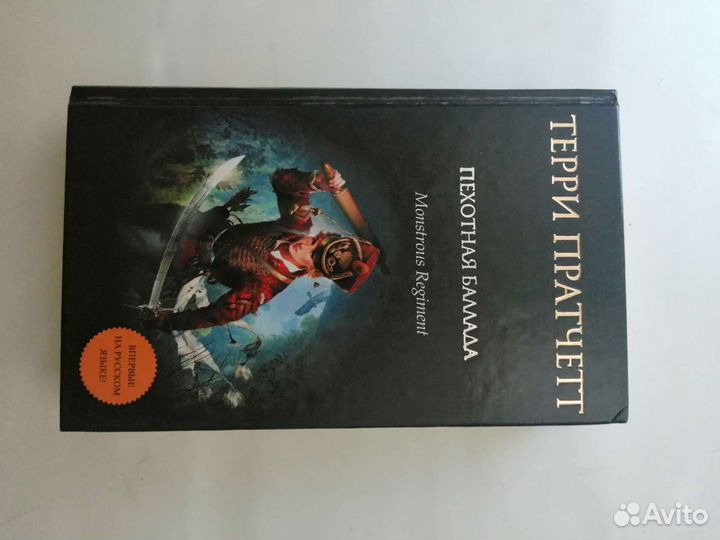 ТЕРРИ ПРАТЧЕТТ
ПЕХОТНАЯ БАЛЛАДА
Monstrous Regiment
ВПЕРВЫЕ
НА РУССКОМ
ЯЗЫКЕ!
Avito